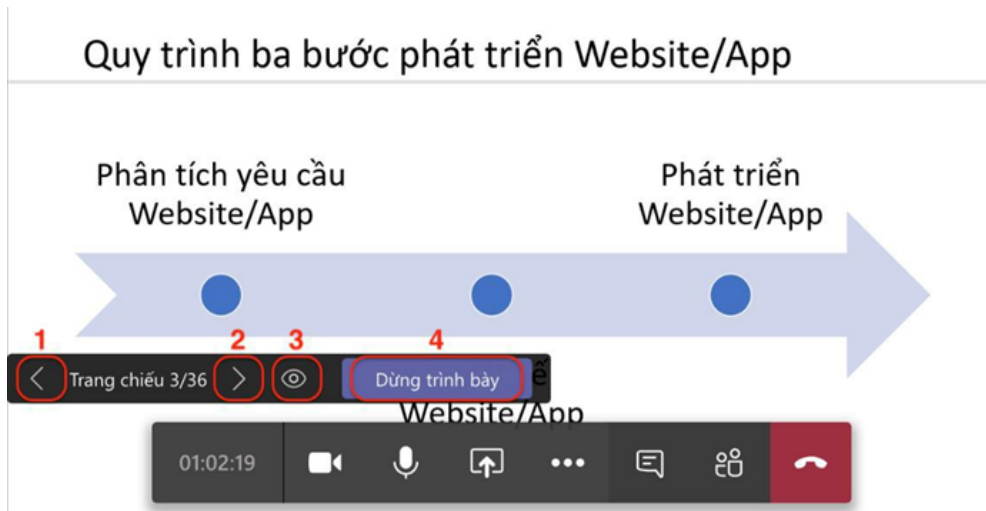 Quy trình ba bước phát triển Website/App
Phân tích yêu cầu
Website/App
Phát triển
Website/App
1
2
3
4
Trang chiếu 3/36
Dừng trình bày
Website/App
01:02:19